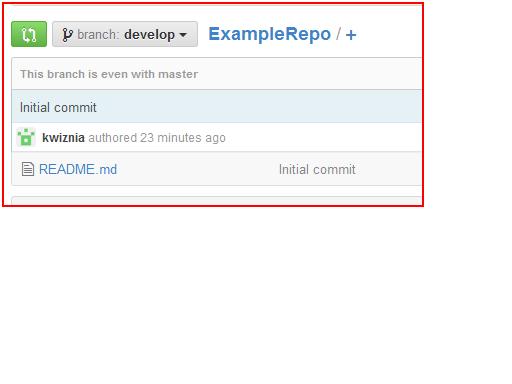 branch: develop ExampleRepo / +
This branch is even with master
Initial commit
kwiznia authored 23 minutes ago
README.md Initial commit